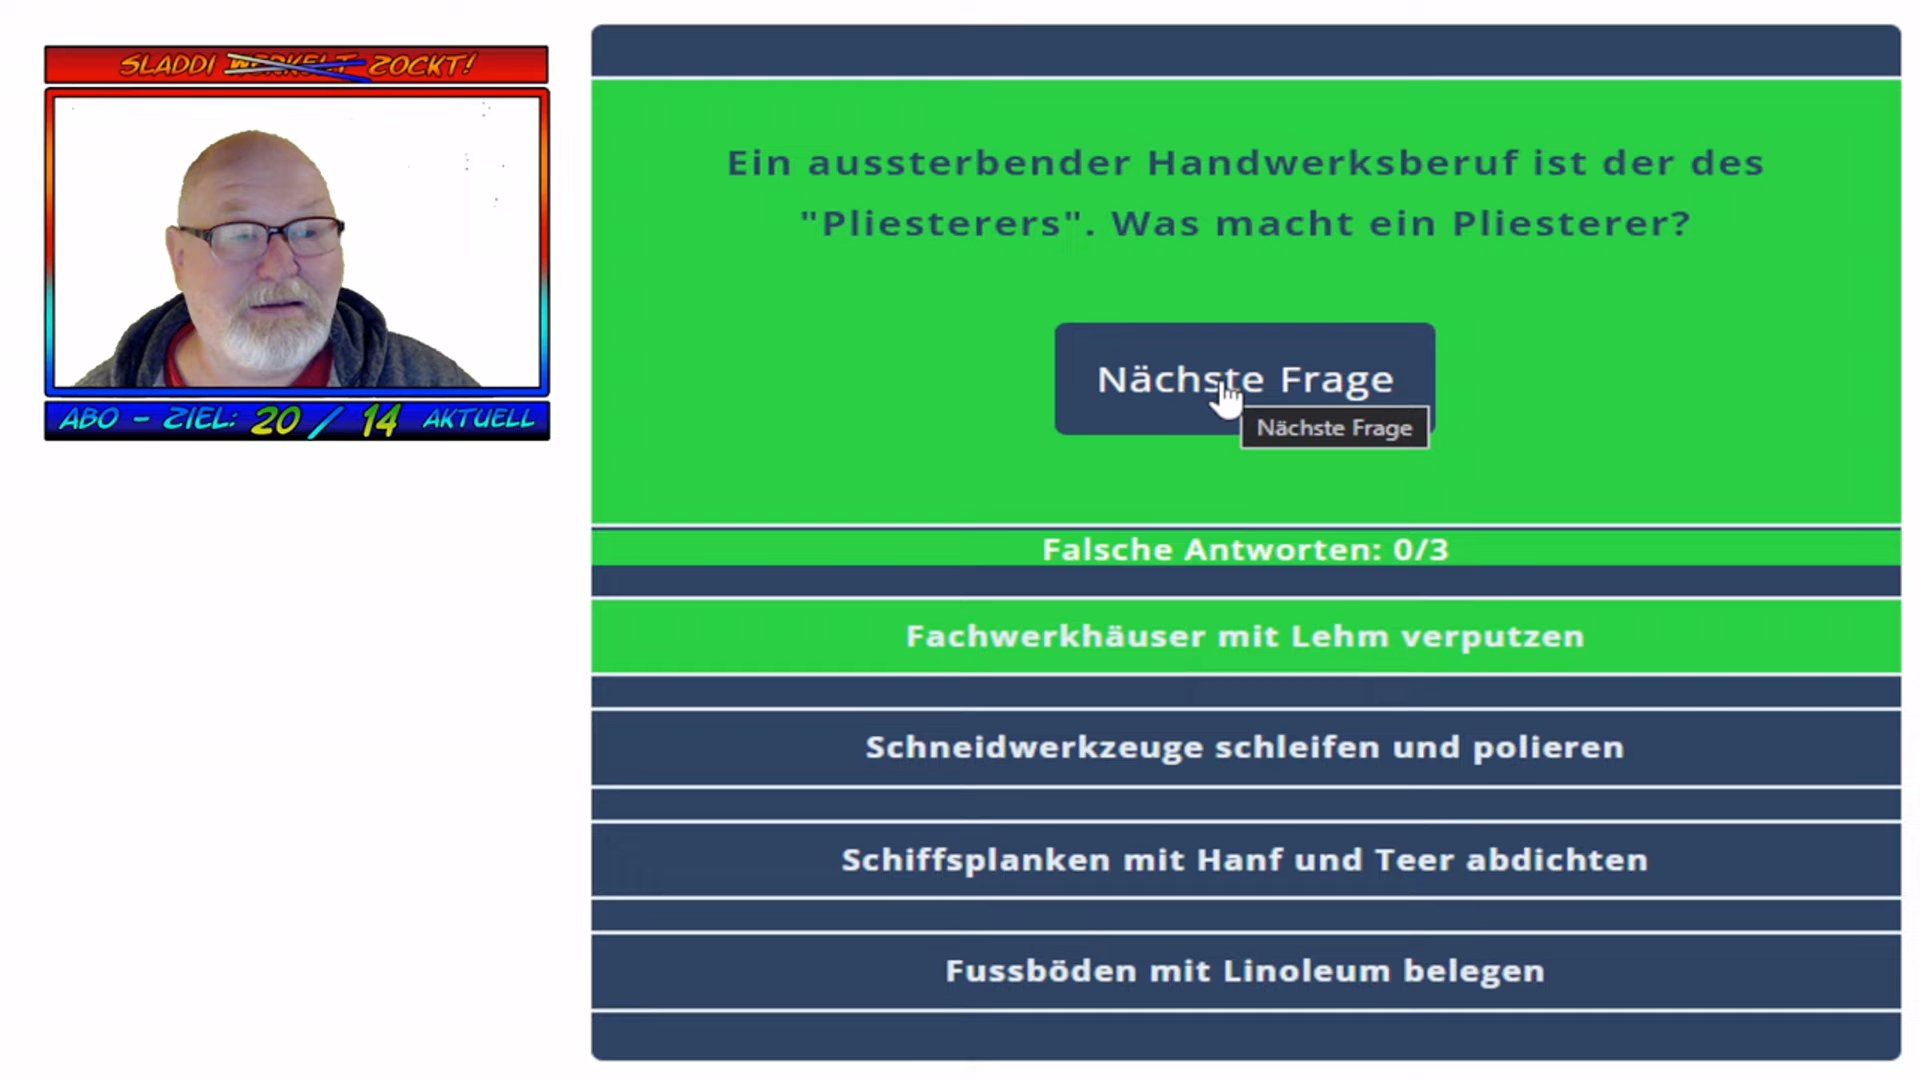 SLADDI WERKELT ZOCKT!
ABO - ZIEL: 20 / 14 AKTUELL
Ein aussterbender Handwerksberuf ist der des
"Pliesterers". Was macht ein Pliesterer?
Nächste Frage
Nächste Frage
Falsche Antworten: 0/3
Fachwerkhäuser mit Lehm verputzen
Schneidwerkzeuge schleifen und polieren
Schiffsplanken mit Hanf und Teer abdichten
Fussböden mit Linoleum belegen